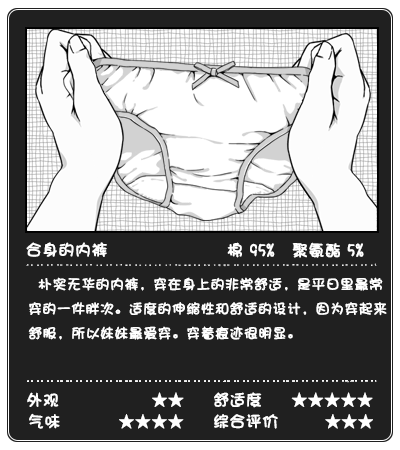 合身的内裤 棉 95% 聚氨酯 5%
朴实无华的内裤，穿在身上的非常舒适，是平日里最常
穿的一件胖次。适度的伸缩性和舒适的设计，因为穿起来
舒服，所以妹妹最爱穿。穿着痕迹很明显。
外观 ★★ 舒适度 ★★★★★
气味 ★★★★ 综合评价 ★★★